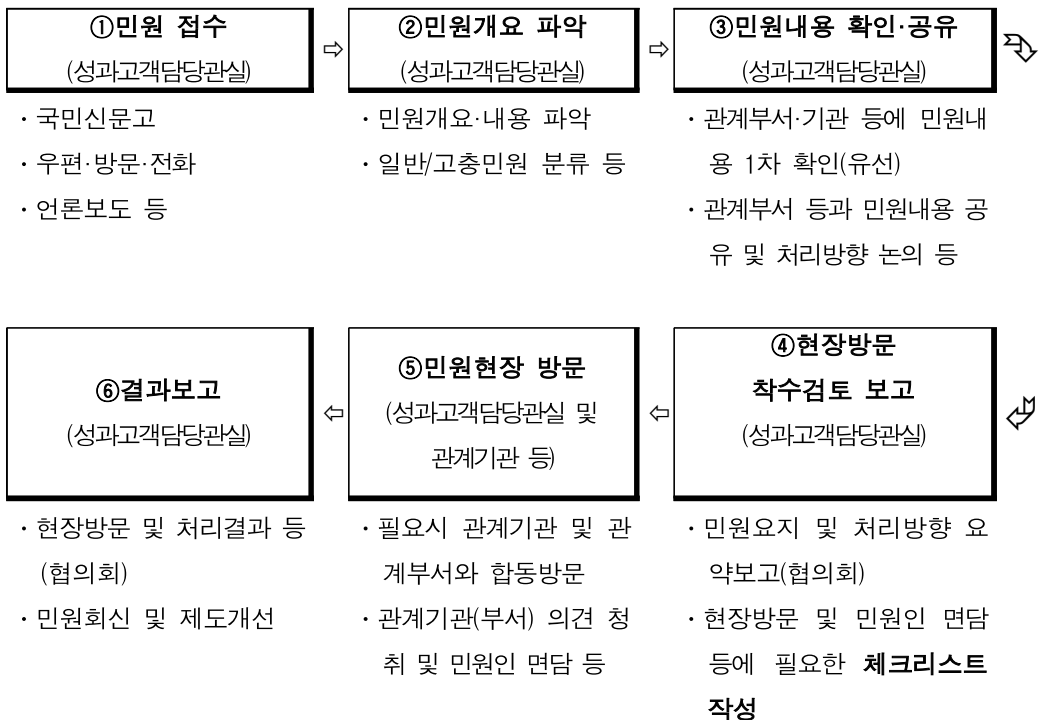 ①민원 접수
(성과고객담당관실)
· 국민신문고
· 우편·방문·전화
· 언론보도 등
⇨
②민원개요 파악
(성과고객담당관실)
· 민원개요·내용 파악
· 일반/고충민원 분류 등
⇨
③민원내용 확인·공유
(성과고객담당관실)
· 관계부서·기관 등에 민원내
용 1차 확인(유선)
· 관계부서 등과 민원내용 공
유 및 처리방향 논의 등
④현장방문
착수검토 보고
(성과고객담당관실)
· 민원요지 및 처리방향 요
약보고(협의회)
· 현장방문 및 민원인 면담
등에 필요한 체크리스트
작성
⇦
⑤민원현장 방문
(성과고객담당관실 및
관계기관 등)
· 필요시 관계기관 및 관
계부서와 합동방문
· 관계기관(부서) 의견 청
취 및 민원인 면담 등
⇦
⑥결과보고
(성과고객담당관실)
· 현장방문 및 처리결과 등
(협의회)
· 민원회신 및 제도개선